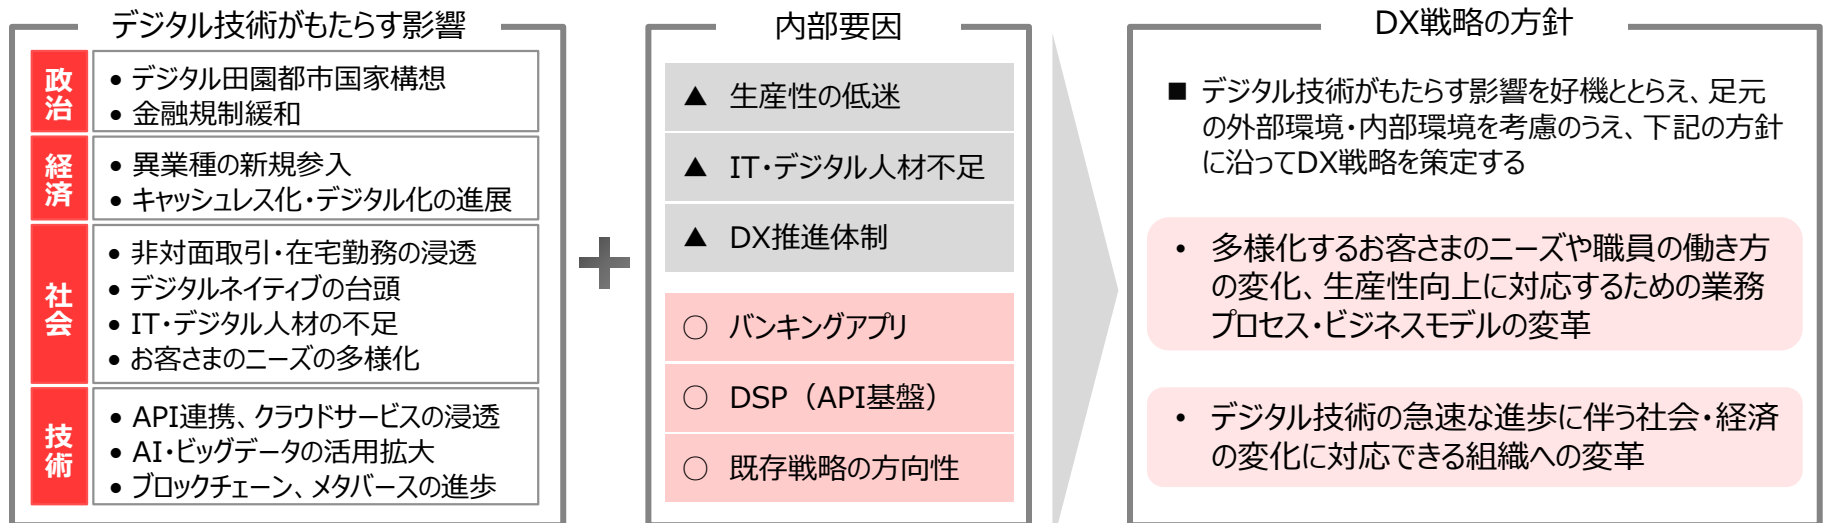 デジタル技術がもたらす影響
政治
• デジタル田園都市国家構想
• 金融規制緩和
経済
• 異業種の新規参入
• キャッシュレス化・デジタル化の進展
社会
• 非対面取引・在宅勤務の浸透
• デジタルネイティブの台頭
• IT・デジタル人材の不足
• お客さまのニーズの多様化
技術
• API連携、クラウドサービスの浸透
• AI・ビッグデータの活用拡大
• ブロックチェーン、メタバースの進歩
内部要因
▲ 生産性の低迷
▲ IT・デジタル人材不足
▲ DX推進体制
○ バンキングアプリ
○ DSP（API基盤）
○ 既存戦略の方向性
DX戦略の方針
■ デジタル技術がもたらす影響を好機ととらえ、足元
の外部環境・内部環境を考慮のうえ、下記の方針
に沿ってDX戦略を策定する
• 多様化するお客さまのニーズや職員の働き方
の変化、生産性向上に対応するための業務
プロセス・ビジネスモデルの変革
• デジタル技術の急速な進歩に伴う社会・経済
の変化に対応できる組織への変革